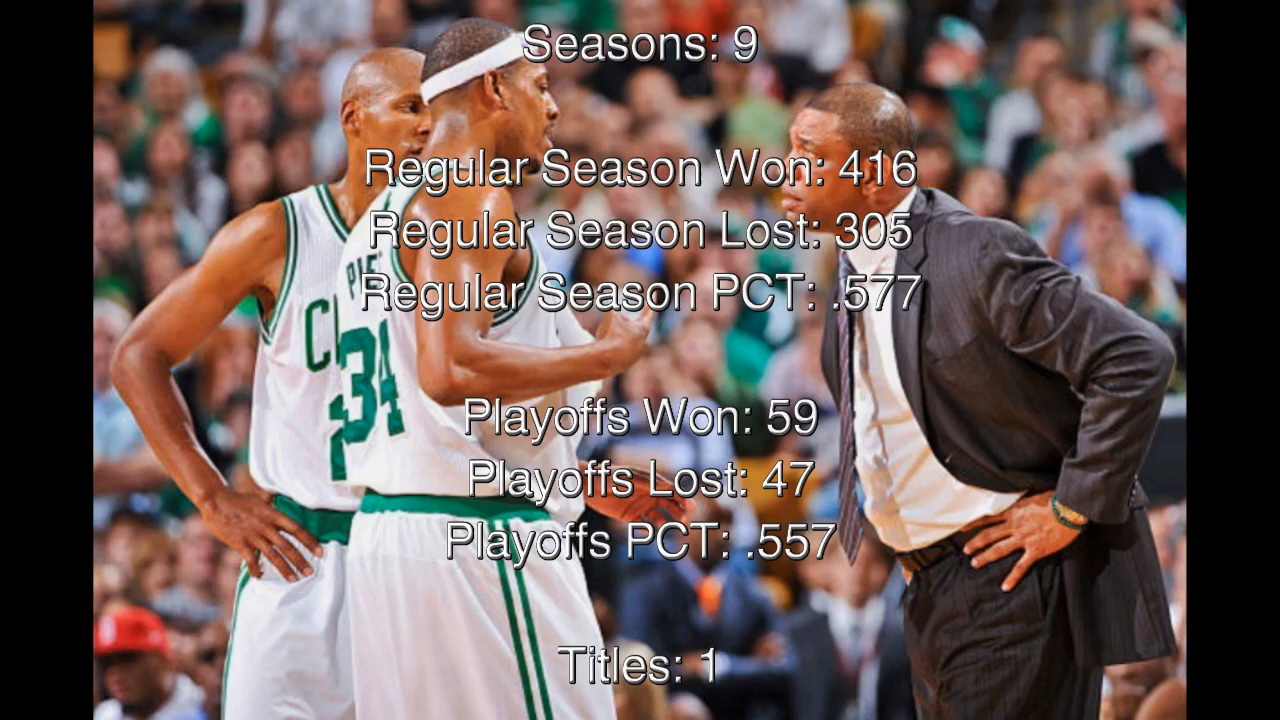 Seasons: 9
Regular Season Won: 416
Regular Season Lost: 305
Regular Season PCT: .577
Playoffs Won: 59
Playoffs Lost: 47
Playoffs PCT: .557
Titles: 1
34